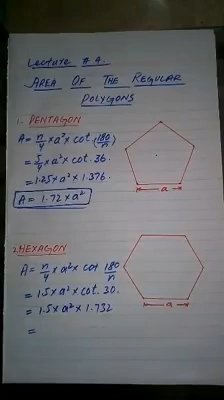 Lecture # 4.
AREA OF THE REGULAR
POLYGONS
1- PENTAGON
A = n/4 × a² × cot (180/n)
= 5/4 × a² × cot. 36.
= 1.25 × a² × 1.376.
A = 1.72 × a²
a
2. HEXAGON
A = n/4 × a² × cot 180/n
= 1.5 × a² × cot. 30.
= 1.5 × a² × 1.732
=
a